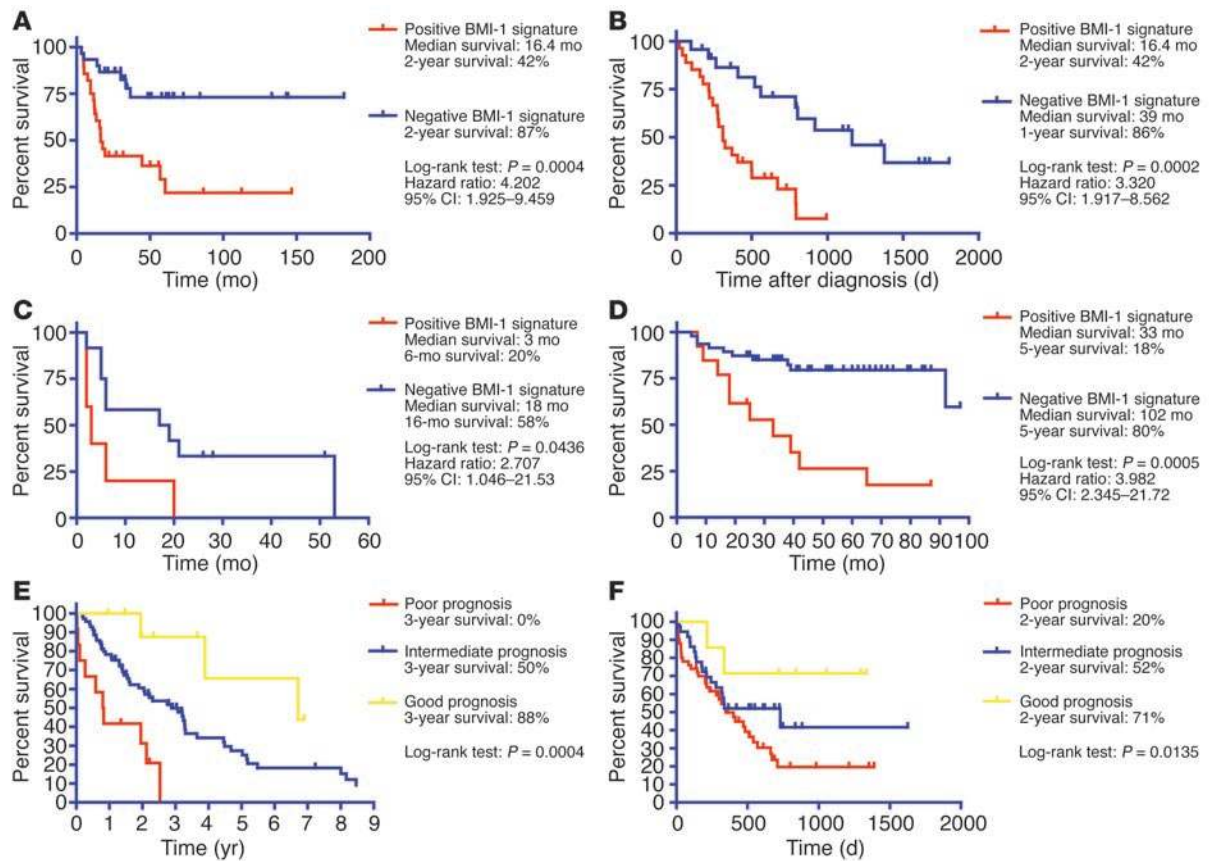 A
Percent survival
100
75
50
25
0
0 50 100 150 200
Time (mo)
Positive BMI-1 signature
Median survival: 16.4 mo
2-year survival: 42%
Negative BMI-1 signature
2-year survival: 87%
Log-rank test: P = 0.0004
Hazard ratio: 4.202
95% CI: 1.925–9.459
B
Percent survival
100
75
50
25
0
0 500 1000 1500 2000
Time after diagnosis (d)
Positive BMI-1 signature
Median survival: 16.4 mo
2-year survival: 42%
Negative BMI-1 signature
Median survival: 39 mo
1-year survival: 86%
Log-rank test: P = 0.0002
Hazard ratio: 3.320
95% CI: 1.917–8.562
C
Percent survival
100
75
50
25
0
0 10 20 30 40 50 60
Time (mo)
Positive BMI-1 signature
Median survival: 3 mo
6-mo survival: 20%
Negative BMI-1 signature
Median survival: 18 mo
16-mo survival: 58%
Log-rank test: P = 0.0436
Hazard ratio: 2.707
95% CI: 1.046–21.53
D
Percent survival
100
75
50
25
0
0 10 20 30 40 50 60 70 80 90 100
Time (mo)
Positive BMI-1 signature
Median survival: 33 mo
5-year survival: 18%
Negative BMI-1 signature
Median survival: 102 mo
5-year survival: 80%
Log-rank test: P = 0.0005
Hazard ratio: 3.982
95% CI: 2.345–21.72
E
Percent survival
100
90
80
70
60
50
40
30
20
10
0
0 1 2 3 4 5 6 7 8 9
Time (yr)
Poor prognosis
3-year survival: 0%
Intermediate prognosis
3-year survival: 50%
Good prognosis
3-year survival: 88%
Log-rank test: P = 0.0004
F
Percent survival
100
90
80
70
60
50
40
30
20
10
0
0 500 1000 1500 2000
Time (d)
Poor prognosis
2-year survival: 20%
Intermediate prognosis
2-year survival: 52%
Good prognosis
2-year survival: 71%
Log-rank test: P = 0.0135